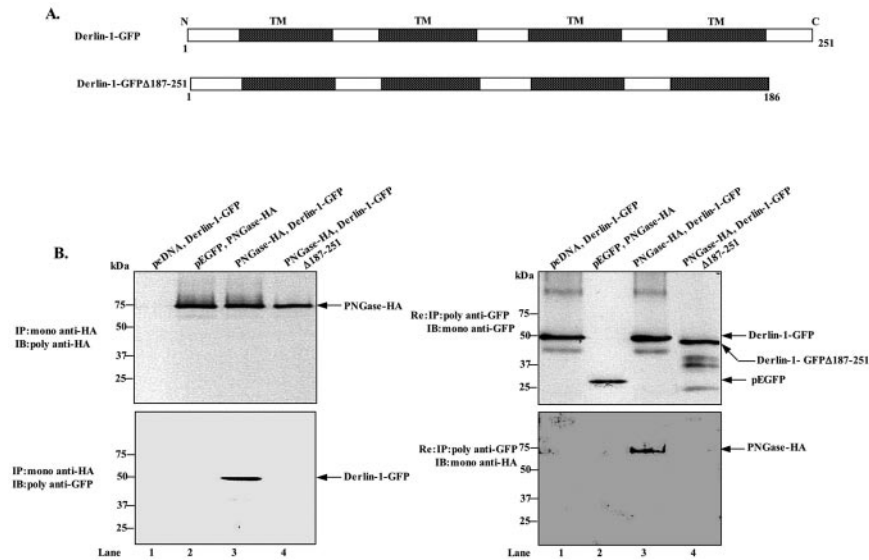 A.
N TM TM TM TM C
Derlin-1-GFP
1 251
Derlin-1-GFPΔ187-251
1 186
B.
pcDNA, Derlin-1-GFP
pEGFP, PNGase-HA
PNGase-HA, Derlin-1-GFP
PNGase-HA, Derlin-1-GFP
Δ187-251
kDa
75
50
37
25
IP:mono anti-HA
IB:poly anti-HA
PNGase-HA
75
50
37
25
IP:mono anti-HA
IB:poly anti-GFP
Derlin-1-GFP
Lane 1 2 3 4
pcDNA, Derlin-1-GFP
pEGFP, PNGase-HA
PNGase-HA, Derlin-1-GFP
PNGase-HA, Derlin-1-GFP
Δ187-251
kDa
75
50
37
25
Re:IP:poly anti-GFP
IB:mono anti-GFP
Derlin-1-GFP
Derlin-1- GFPΔ187-251
pEGFP
Re:IP:poly anti-GFP
IB:mono anti-HA
75
50
37
25
PNGase-HA
Lane 1 2 3 4